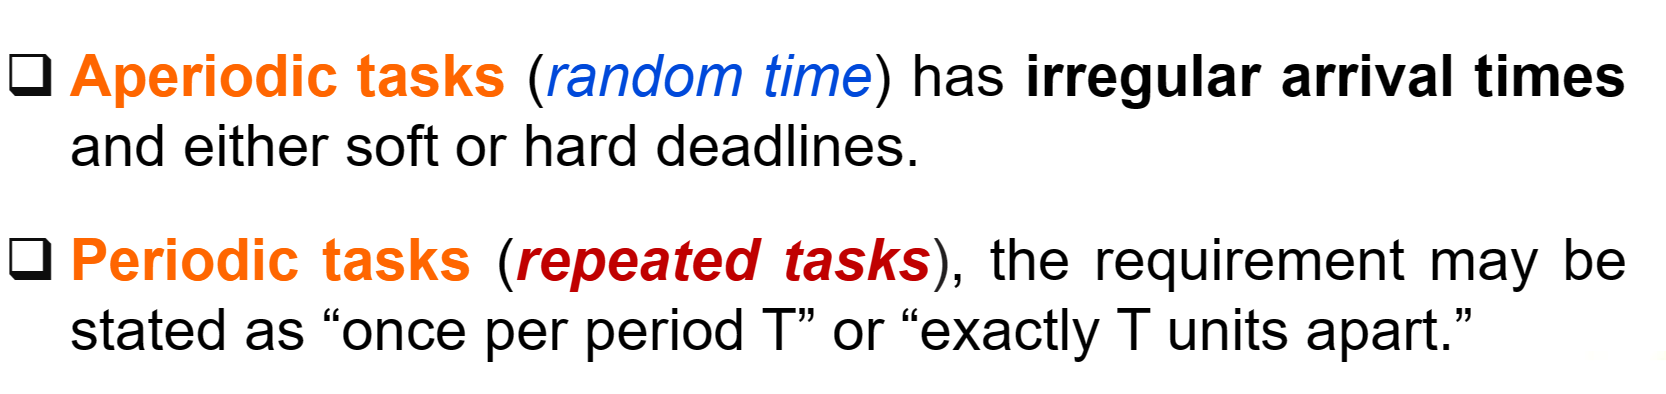 ❑ Aperiodic tasks (random time) has irregular arrival times
and either soft or hard deadlines.
❑ Periodic tasks (repeated tasks), the requirement may be
stated as “once per period T” or “exactly T units apart.”